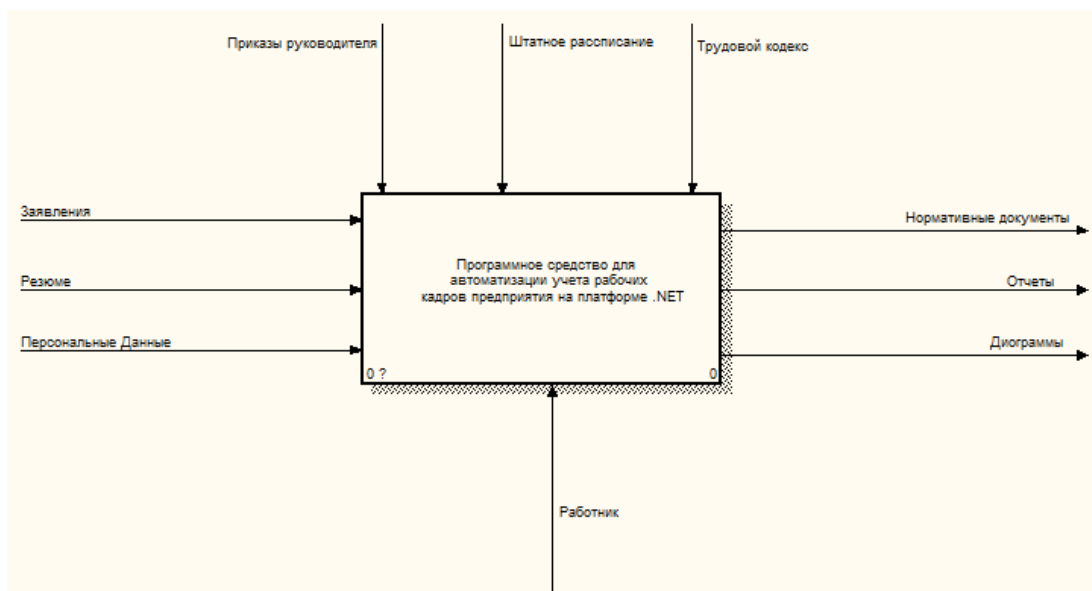 Приказы руководителя
Штатное рассписание
Трудовой кодекс
Заявления
Резюме
Персональные Данные
Программное средство для
автоматизации учета рабочих
кадров предприятия на платформе .NET
0 ?
0
Нормативные документы
Отчеты
Диограммы
Работник